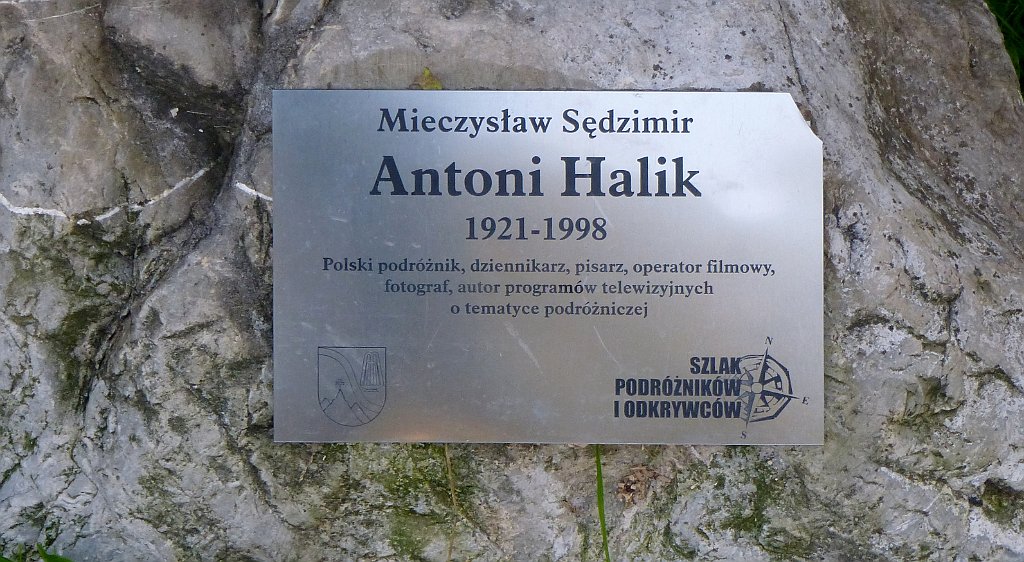 Mieczysław Sędzimir
Antoni Halik
1921-1998
Polski podróżnik, dziennikarz, pisarz, operator filmowy,
fotograf, autor programów telewizyjnych
o tematyce podróżniczej
SZLAK
PODRÓŻNIKÓW
I ODKRYWCÓW
N
E
S